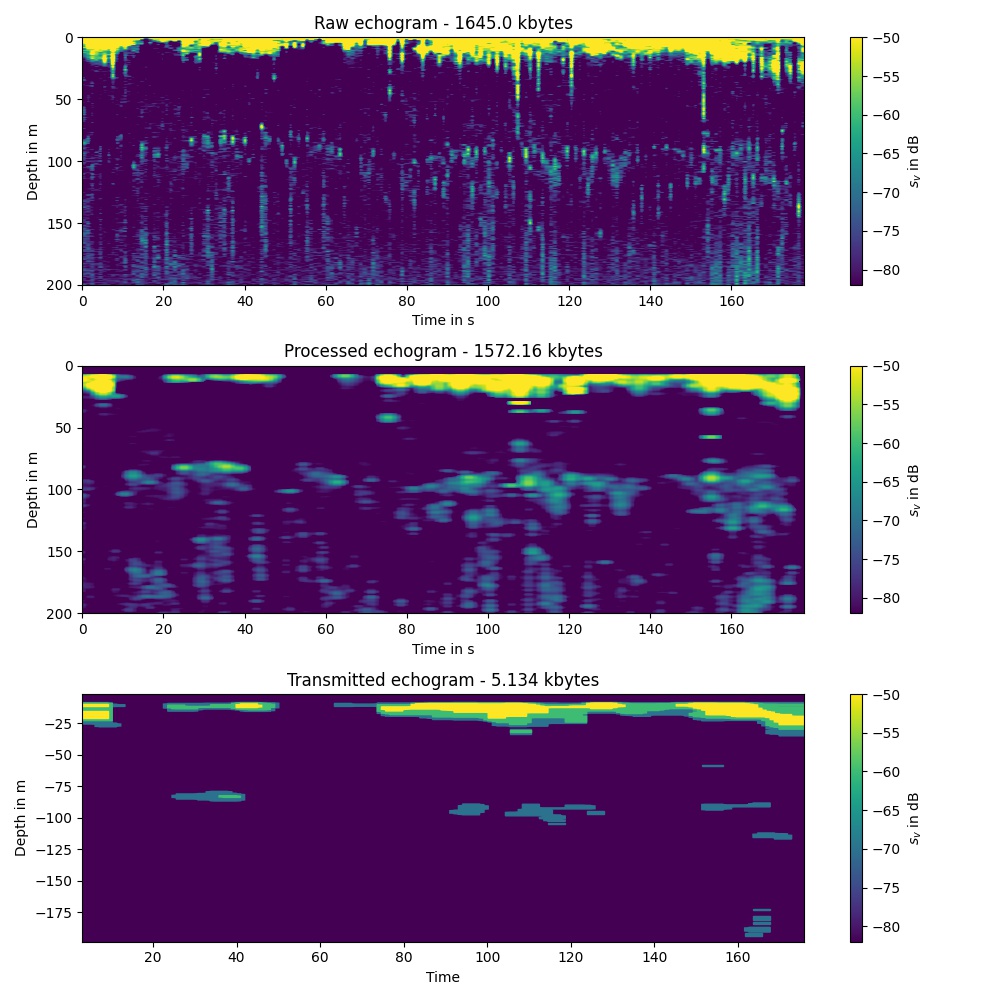 Raw echogram - 1645.0 kbytes
0
50
100
150
200
Depth in m
0 20 40 60 80 100 120 140 160
Time in s
−50
−55
−60
−65
−70
−75
−80
s_v in dB
Processed echogram - 1572.16 kbytes
0
50
100
150
200
Depth in m
0 20 40 60 80 100 120 140 160
Time in s
−50
−55
−60
−65
−70
−75
−80
s_v in dB
Transmitted echogram - 5.134 kbytes
−25
−50
−75
−100
−125
−150
−175
Depth in m
20 40 60 80 100 120 140 160
Time
−50
−55
−60
−65
−70
−75
−80
s_v in dB